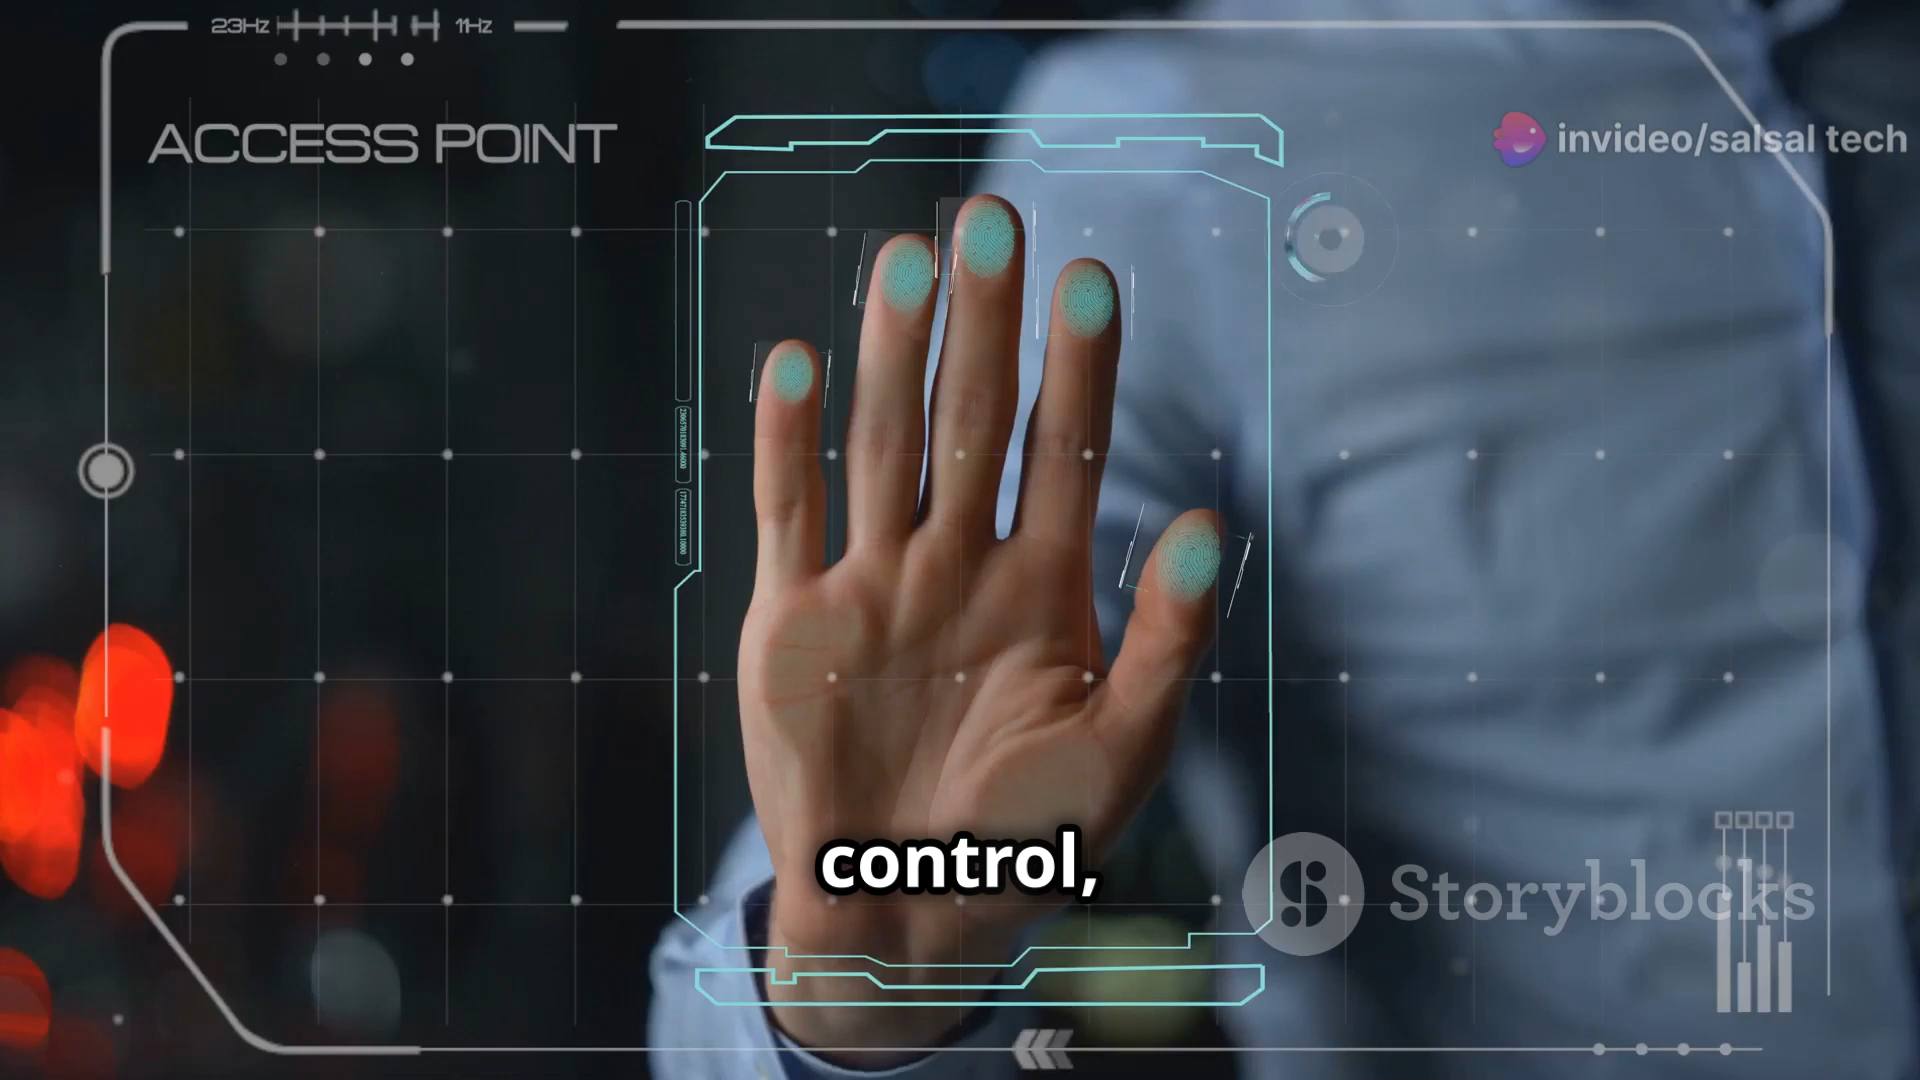 23Hz
11Hz
ACCESS POINT
invideo/salsal tech
control,
Storyblocks